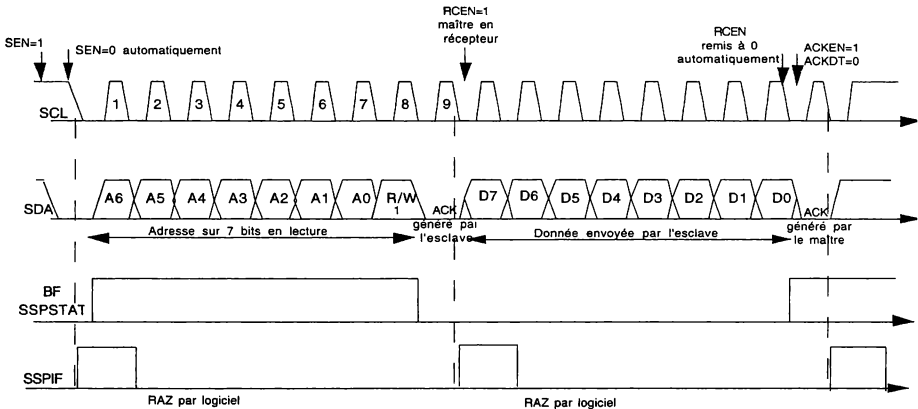 RCEN=1
maître en
récepteur
RCEN
remis à 0
automatiquement
ACKEN=1
ACKDT=0
SEN=1
SEN=0 automatiquement
SCL
1 2 3 4 5 6 7 8 9
SDA
A6 A5 A4 A3 A2 A1 A0 R/W
1
ACK
généré par
l'esclave
D7 D6 D5 D4 D3 D2 D1 D0
ACK
généré par
le maître
Adresse sur 7 bits en lecture
Donnée envoyée par l'esclave
BF
SSPSTAT
SSPIF
RAZ par logiciel
RAZ par logiciel